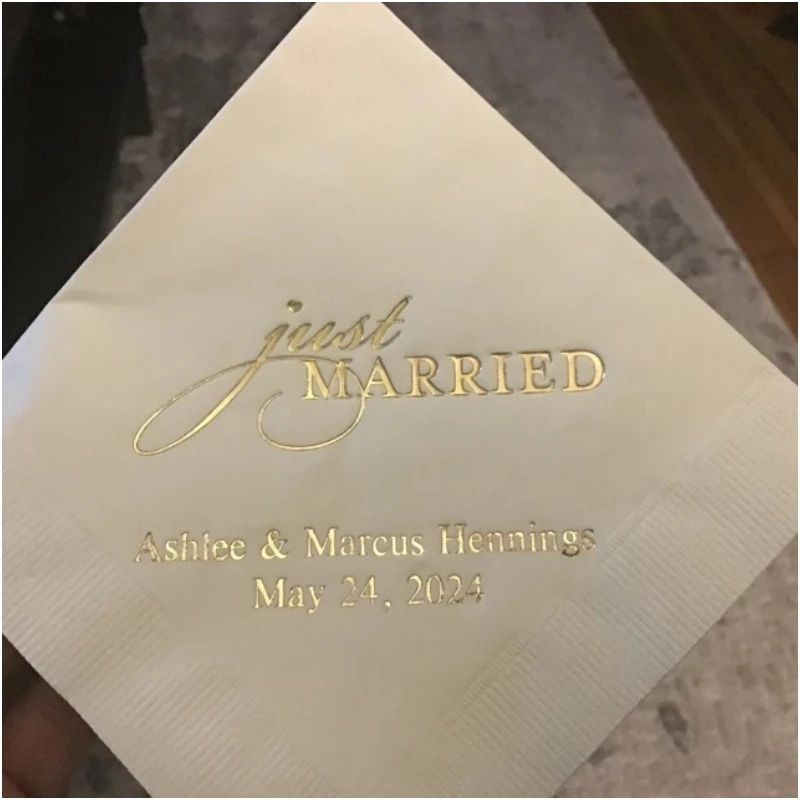 just
MARRIED
Ashlee & Marcus Hennings
May 24, 2024